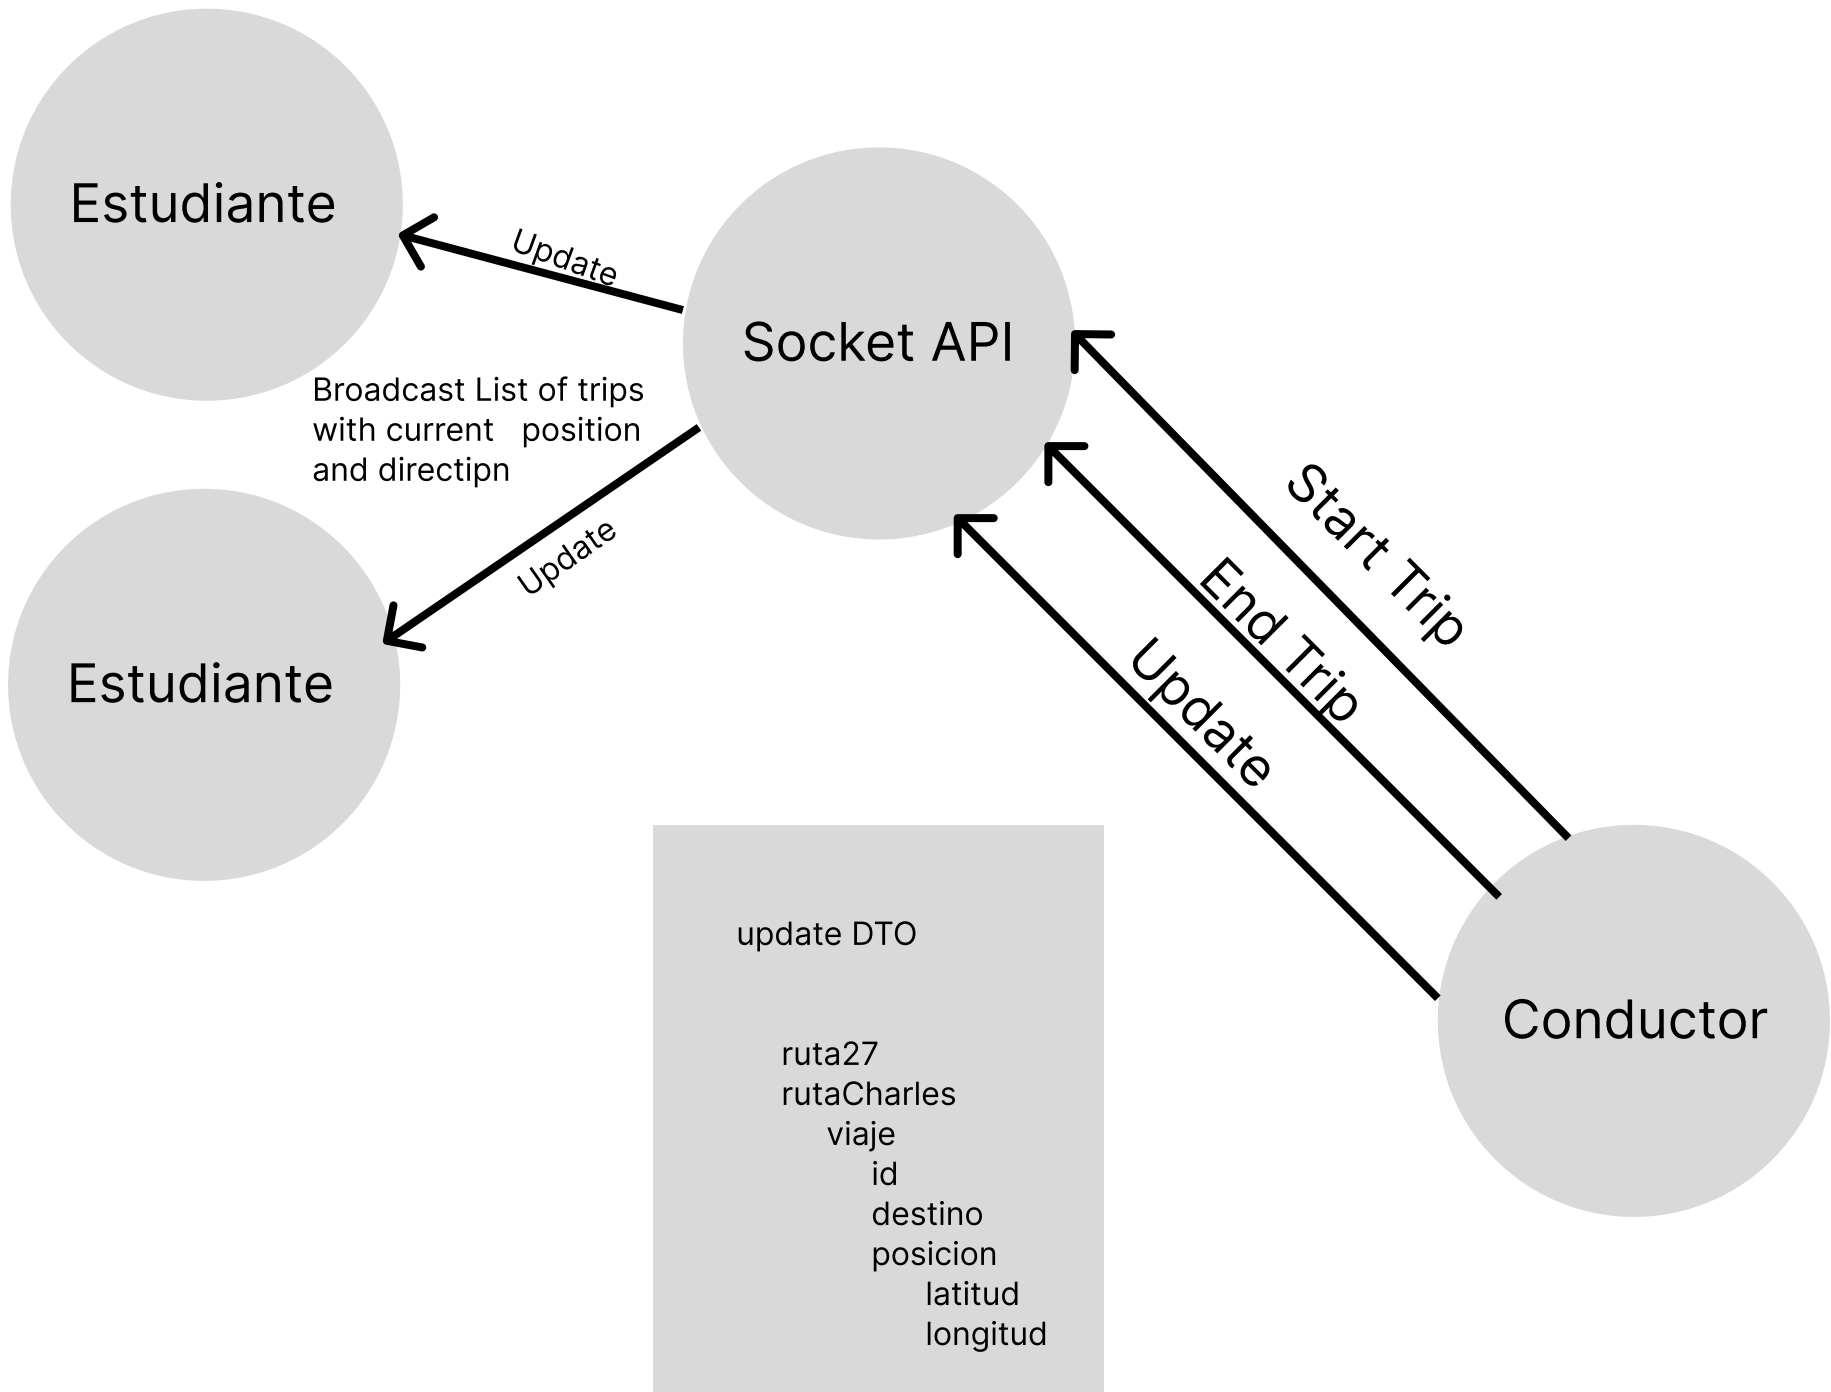 Estudiante
Update
Socket API
Broadcast List of trips
with current   position
and directipn
Update
Estudiante
Start Trip
End Trip
Update
Conductor
update DTO
ruta27
rutaCharles
viaje
id
destino
posicion
latitud
longitud